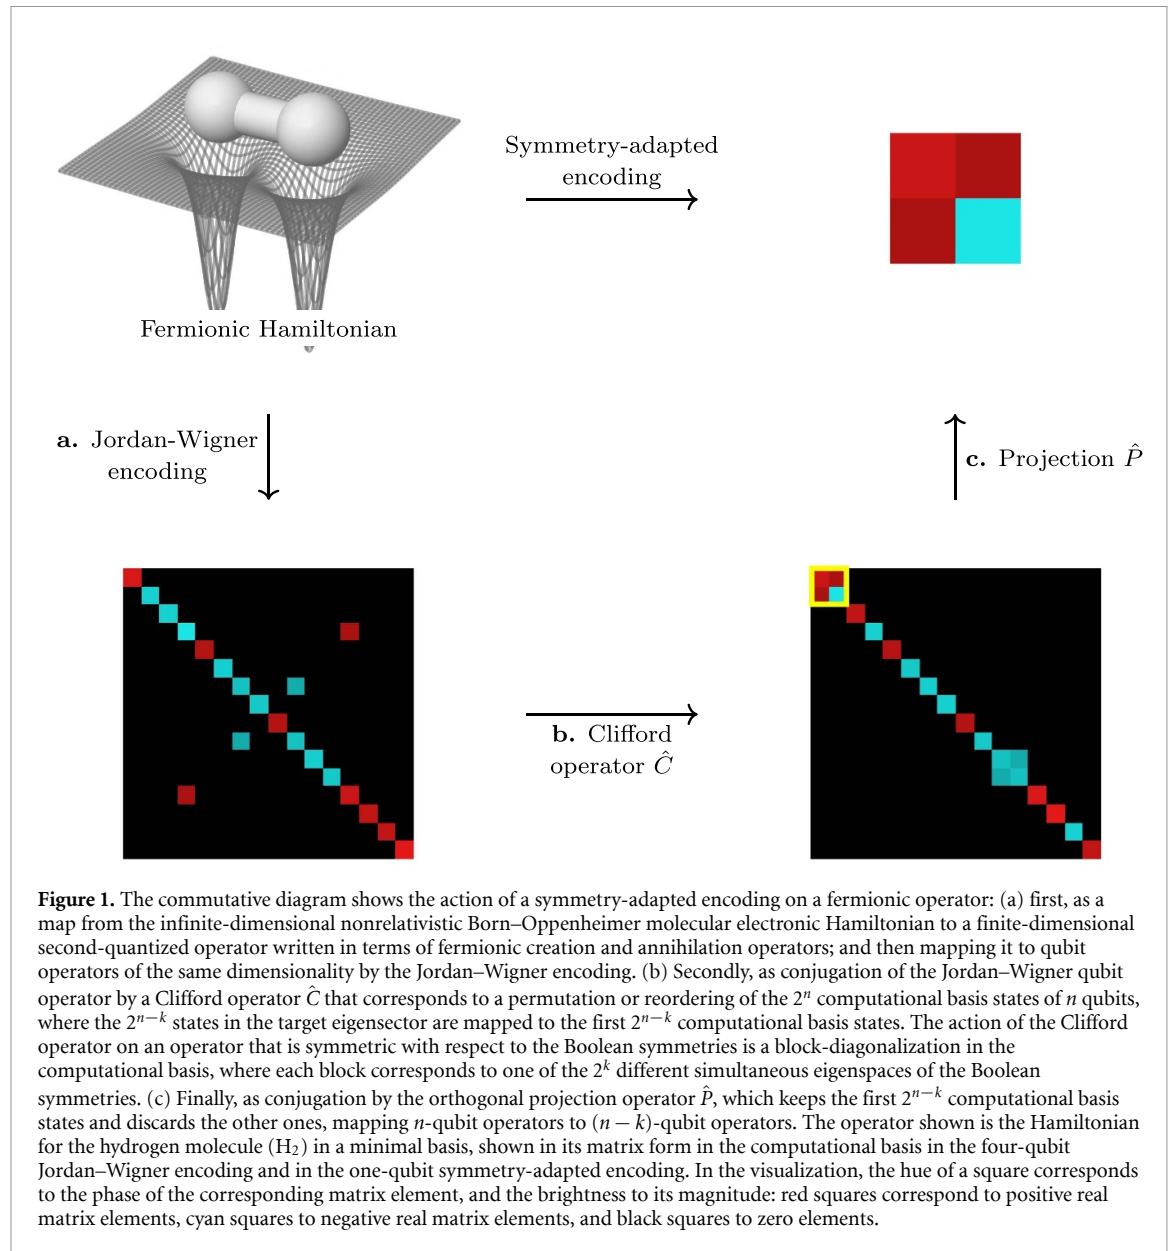 Symmetry-adapted
encoding
Fermionic Hamiltonian
a. Jordan-Wigner
encoding
c. Projection P̂
b. Clifford
operator Ĉ
Figure 1. The commutative diagram shows the action of a symmetry-adapted encoding on a fermionic operator: (a) first, as a
map from the infinite-dimensional nonrelativistic Born–Oppenheimer molecular electronic Hamiltonian to a finite-dimensional
second-quantized operator written in terms of fermionic creation and annihilation operators; and then mapping it to qubit
operators of the same dimensionality by the Jordan–Wigner encoding. (b) Secondly, as conjugation of the Jordan–Wigner qubit
operator by a Clifford operator Ĉ that corresponds to a permutation or reordering of the 2ⁿ computational basis states of n qubits,
where the 2ⁿ⁻ᵏ states in the target eigensector are mapped to the first 2ⁿ⁻ᵏ computational basis states. The action of the Clifford
operator on an operator that is symmetric with respect to the Boolean symmetries is a block-diagonalization in the
computational basis, where each block corresponds to one of the 2ᵏ different simultaneous eigenspaces of the Boolean
symmetries. (c) Finally, as conjugation by the orthogonal projection operator P̂, which keeps the first 2ⁿ⁻ᵏ computational basis
states and discards the other ones, mapping n-qubit operators to (n − k)-qubit operators. The operator shown is the Hamiltonian
for the hydrogen molecule (H₂) in a minimal basis, shown in its matrix form in the computational basis in the four-qubit
Jordan–Wigner encoding and in the one-qubit symmetry-adapted encoding. In the visualization, the hue of a square corresponds
to the phase of the corresponding matrix element, and the brightness to its magnitude: red squares correspond to positive real
matrix elements, cyan squares to negative real matrix elements, and black squares to zero elements.